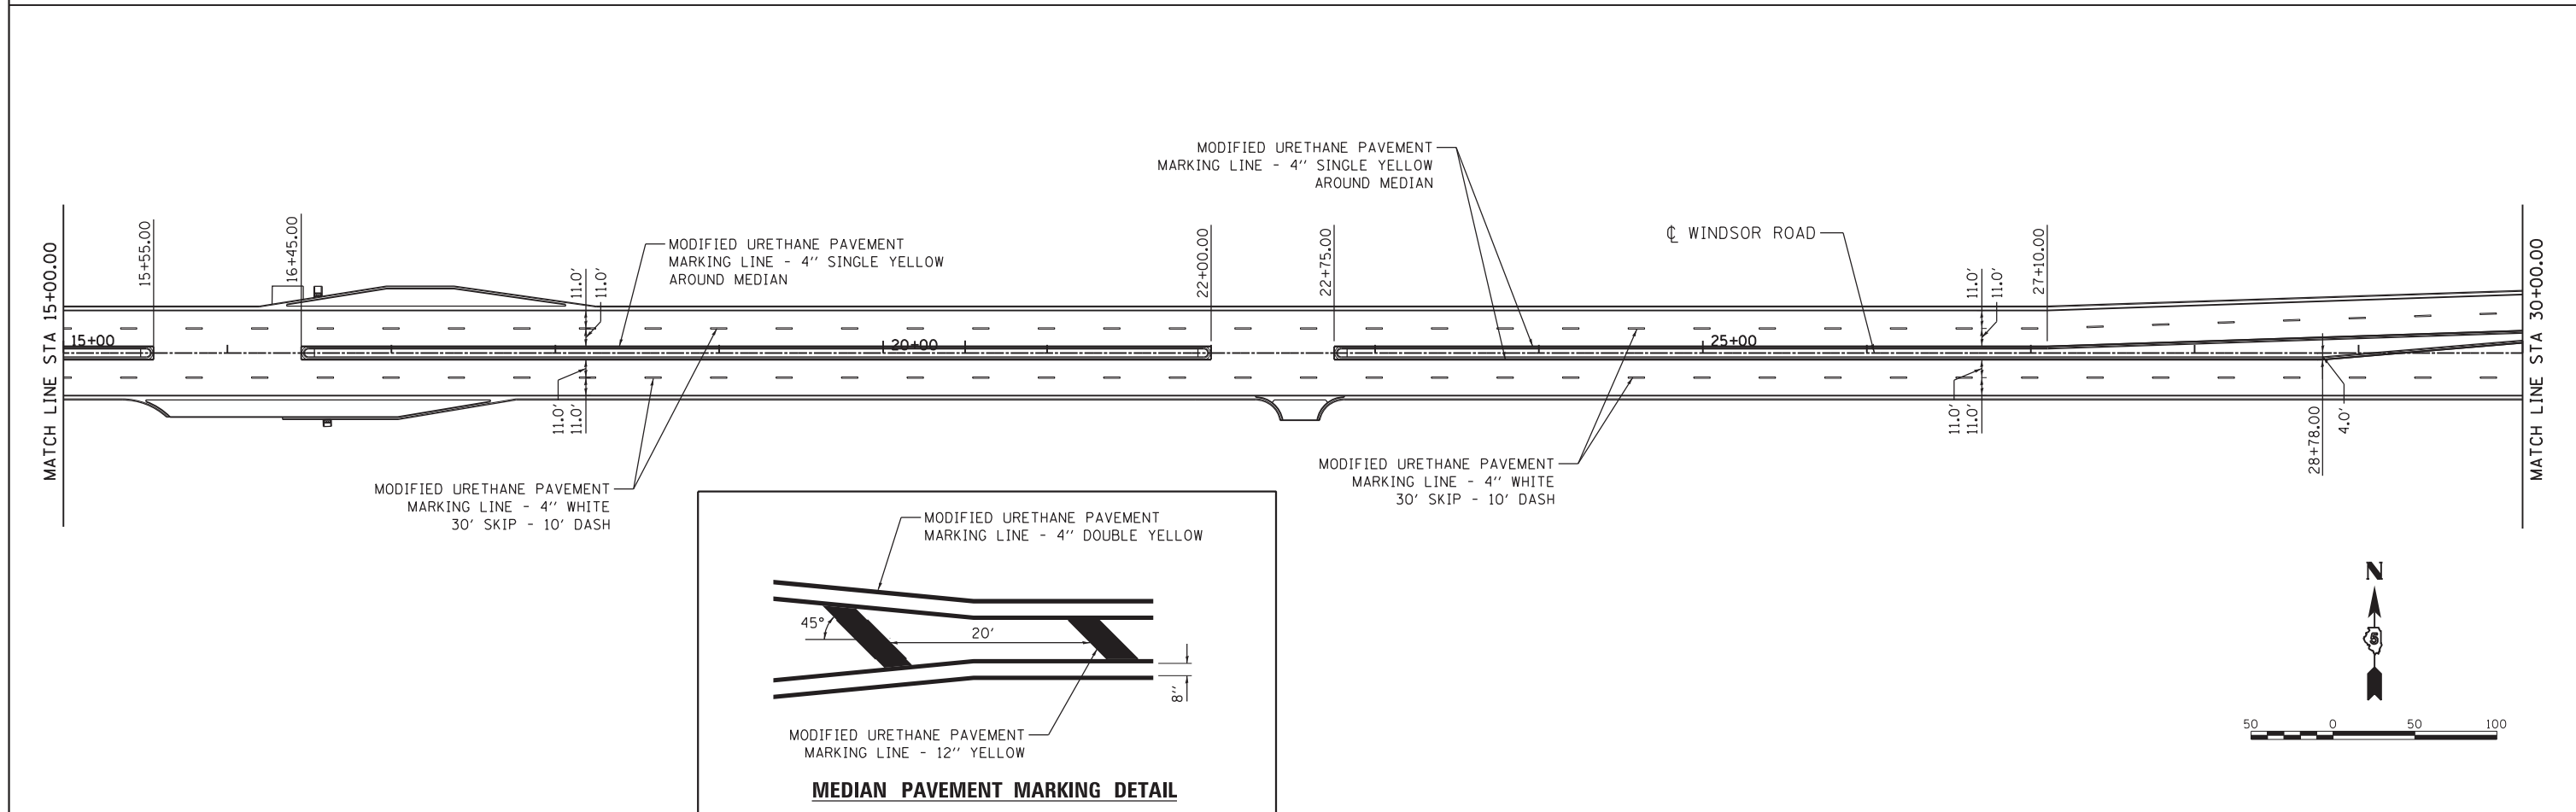 MODIFIED URETHANE PAVEMENT
MARKING LINE - 4'' SINGLE YELLOW
AROUND MEDIAN
℄ WINDSOR ROAD
MATCH LINE STA 15+00.00
15+55.00
16+45.00
MODIFIED URETHANE PAVEMENT
MARKING LINE - 4'' SINGLE YELLOW
AROUND MEDIAN
11.0'
11.0'
22+00.00
22+75.00
11.0'
11.0'
27+10.00
MATCH LINE STA 30+00.00
15+00
20+00
25+00
11.0'
11.0'
11.0'
11.0'
28+78.00
4.0'
MODIFIED URETHANE PAVEMENT
MARKING LINE - 4'' WHITE
30' SKIP - 10' DASH
MODIFIED URETHANE PAVEMENT
MARKING LINE - 4'' WHITE
30' SKIP - 10' DASH
MODIFIED URETHANE PAVEMENT
MARKING LINE - 4'' DOUBLE YELLOW
45°
20'
8''
MODIFIED URETHANE PAVEMENT
MARKING LINE - 12'' YELLOW
MEDIAN PAVEMENT MARKING DETAIL
N
5
50 0 50 100